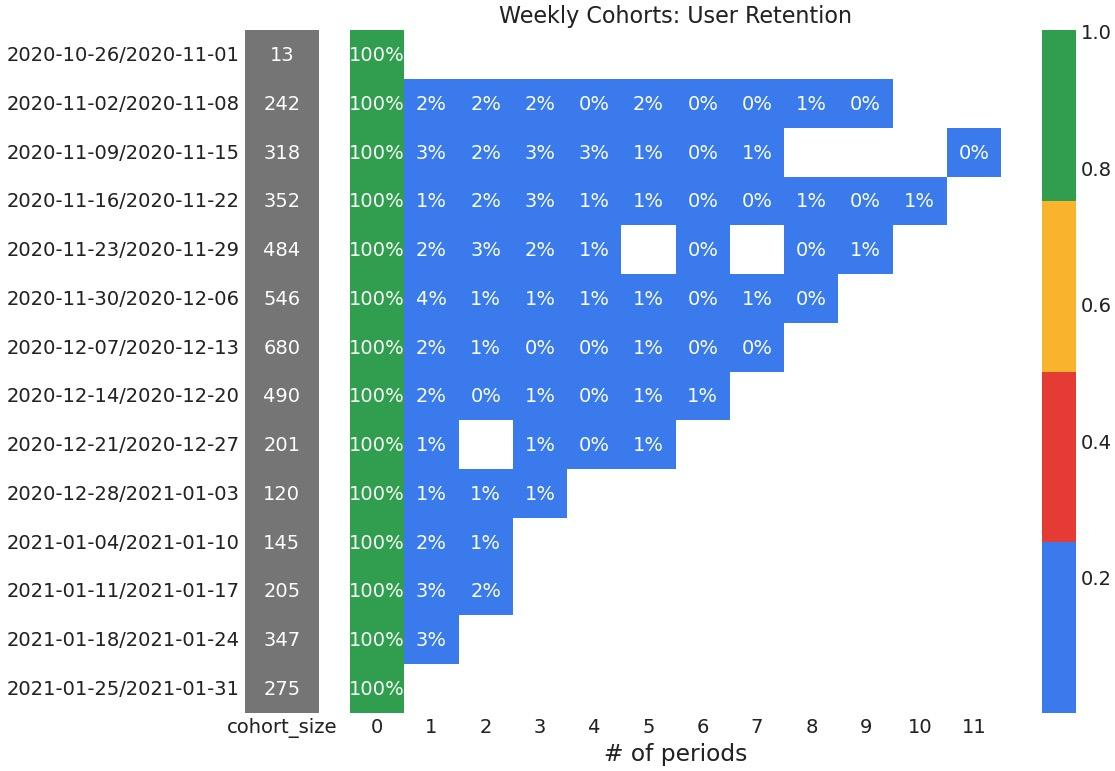 Weekly Cohorts: User Retention
2020-10-26/2020-11-01 13 100%
2020-11-02/2020-11-08 242 100% 2% 2% 2% 0% 2% 0% 0% 1% 0%
2020-11-09/2020-11-15 318 100% 3% 2% 3% 3% 1% 0% 1% 0%
2020-11-16/2020-11-22 352 100% 1% 2% 3% 1% 1% 0% 0% 1% 0% 1%
2020-11-23/2020-11-29 484 100% 2% 3% 2% 1% 0% 0% 1%
2020-11-30/2020-12-06 546 100% 4% 1% 1% 1% 1% 0% 1% 0%
2020-12-07/2020-12-13 680 100% 2% 1% 0% 0% 1% 0% 0%
2020-12-14/2020-12-20 490 100% 2% 0% 1% 0% 1% 1%
2020-12-21/2020-12-27 201 100% 1% 1% 0% 1%
2020-12-28/2021-01-03 120 100% 1% 1% 1%
2021-01-04/2021-01-10 145 100% 2% 1%
2021-01-11/2021-01-17 205 100% 3% 2%
2021-01-18/2021-01-24 347 100% 3%
2021-01-25/2021-01-31 275 100%
cohort_size 0 1 2 3 4 5 6 7 8 9 10 11
# of periods
1.0
0.8
0.6
0.4
0.2